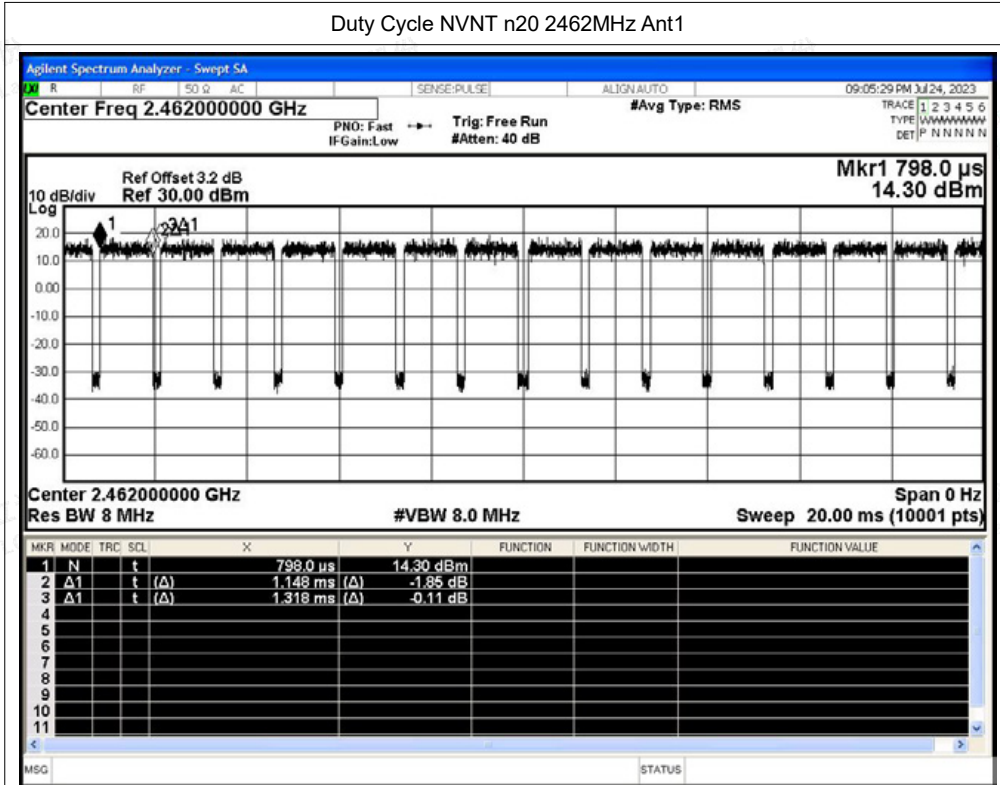 Duty Cycle NVNT n20 2462MHz Ant1
Agilent Spectrum Analyzer - Swept SA
R RF 50 Ω AC SENSE:PULSE ALIGN AUTO 09:05:29 PM Jul 24, 2023
Center Freq 2.462000000 GHz #Avg Type: RMS TRACE 1 2 3 4 5 6
PNO: Fast Trig: Free Run TYPE WWWWWW
IFGain:Low #Atten: 40 dB DET P N N N N N
Mkr1 798.0 µs
Ref Offset 3.2 dB
10 dB/div Ref 30.00 dBm 14.30 dBm
Log
1 2Δ1 3Δ1
20.0
10.0
0.00
-10.0
-20.0
-30.0
-40.0
-50.0
-60.0
Center 2.462000000 GHz Span 0 Hz
Res BW 8 MHz #VBW 8.0 MHz Sweep 20.00 ms (10001 pts)
MKR MODE TRC SCL X Y FUNCTION FUNCTION WIDTH FUNCTION VALUE
1 N t 798.0 µs 14.30 dBm
2 Δ1 t (Δ) 1.148 ms (Δ) -1.85 dB
3 Δ1 t (Δ) 1.318 ms (Δ) -0.11 dB
4
5
6
7
8
9
10
11
MSG STATUS